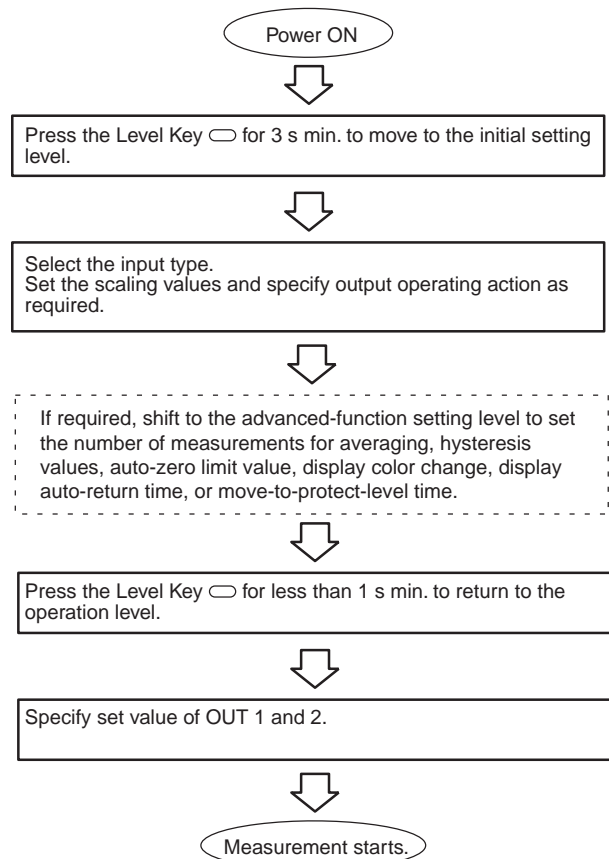 Power ON
Press the Level Key for 3 s min. to move to the initial setting
level.
Select the input type.
Set the scaling values and specify output operating action as
required.
If required, shift to the advanced-function setting level to set
the number of measurements for averaging, hysteresis
values, auto-zero limit value, display color change, display
auto-return time, or move-to-protect-level time.
Press the Level Key for less than 1 s min. to return to the
operation level.
Specify set value of OUT 1 and 2.
Measurement starts.